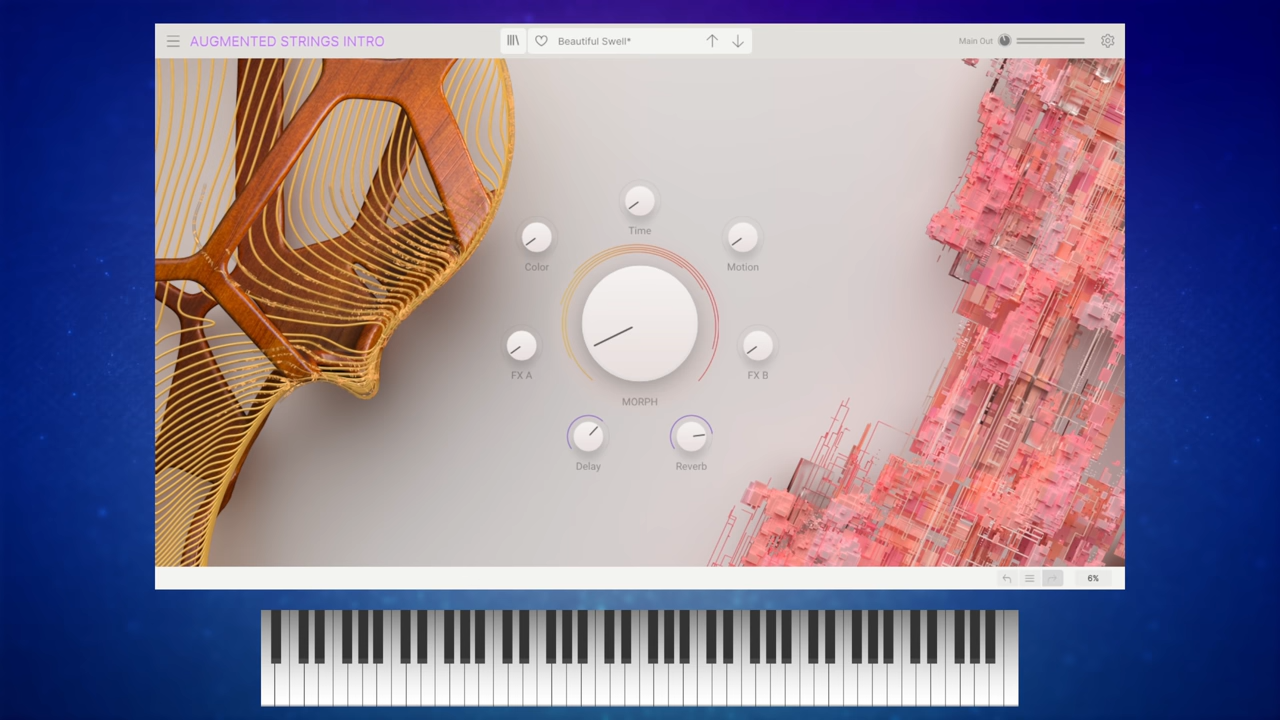 AUGMENTED STRINGS INTRO
Beautiful Swell*
Main Out
Time
Color
Motion
FX A
FX B
MORPH
Delay
Reverb
6%